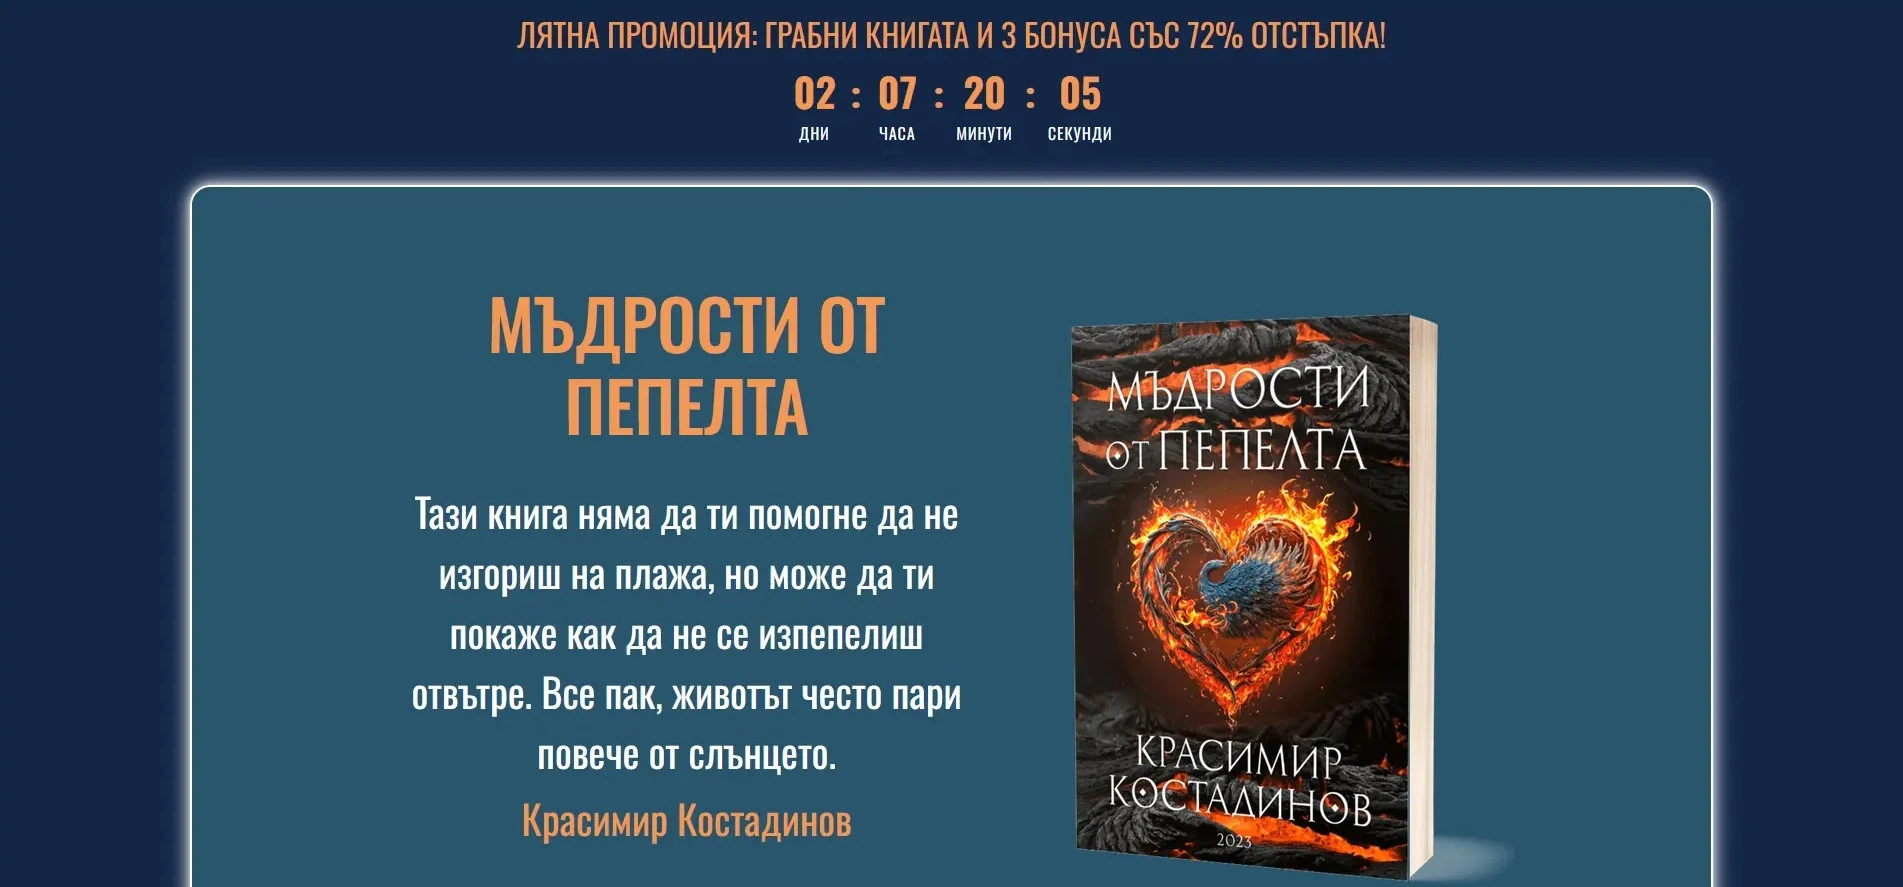 ЛЯТНА ПРОМОЦИЯ: ГРАБНИ КНИГАТА И 3 БОНУСА СЪС 72% ОТСТЪПКА!
02 : 07 : 20 : 05
ДНИ ЧАСА МИНУТИ СЕКУНДИ
МЪДРОСТИ ОТ
ПЕПЕЛТА
Тази книга няма да ти помогне да не
изгориш на плажа, но може да ти
покаже как да не се изпепелиш
отвътре. Все пак, животът често пари
повече от слънцето.
Красимир Костадинов
МЪДРОСТИ
ОТ ПЕПЕЛТА
КРАСИМИР
КОСТАДИНОВ
2023